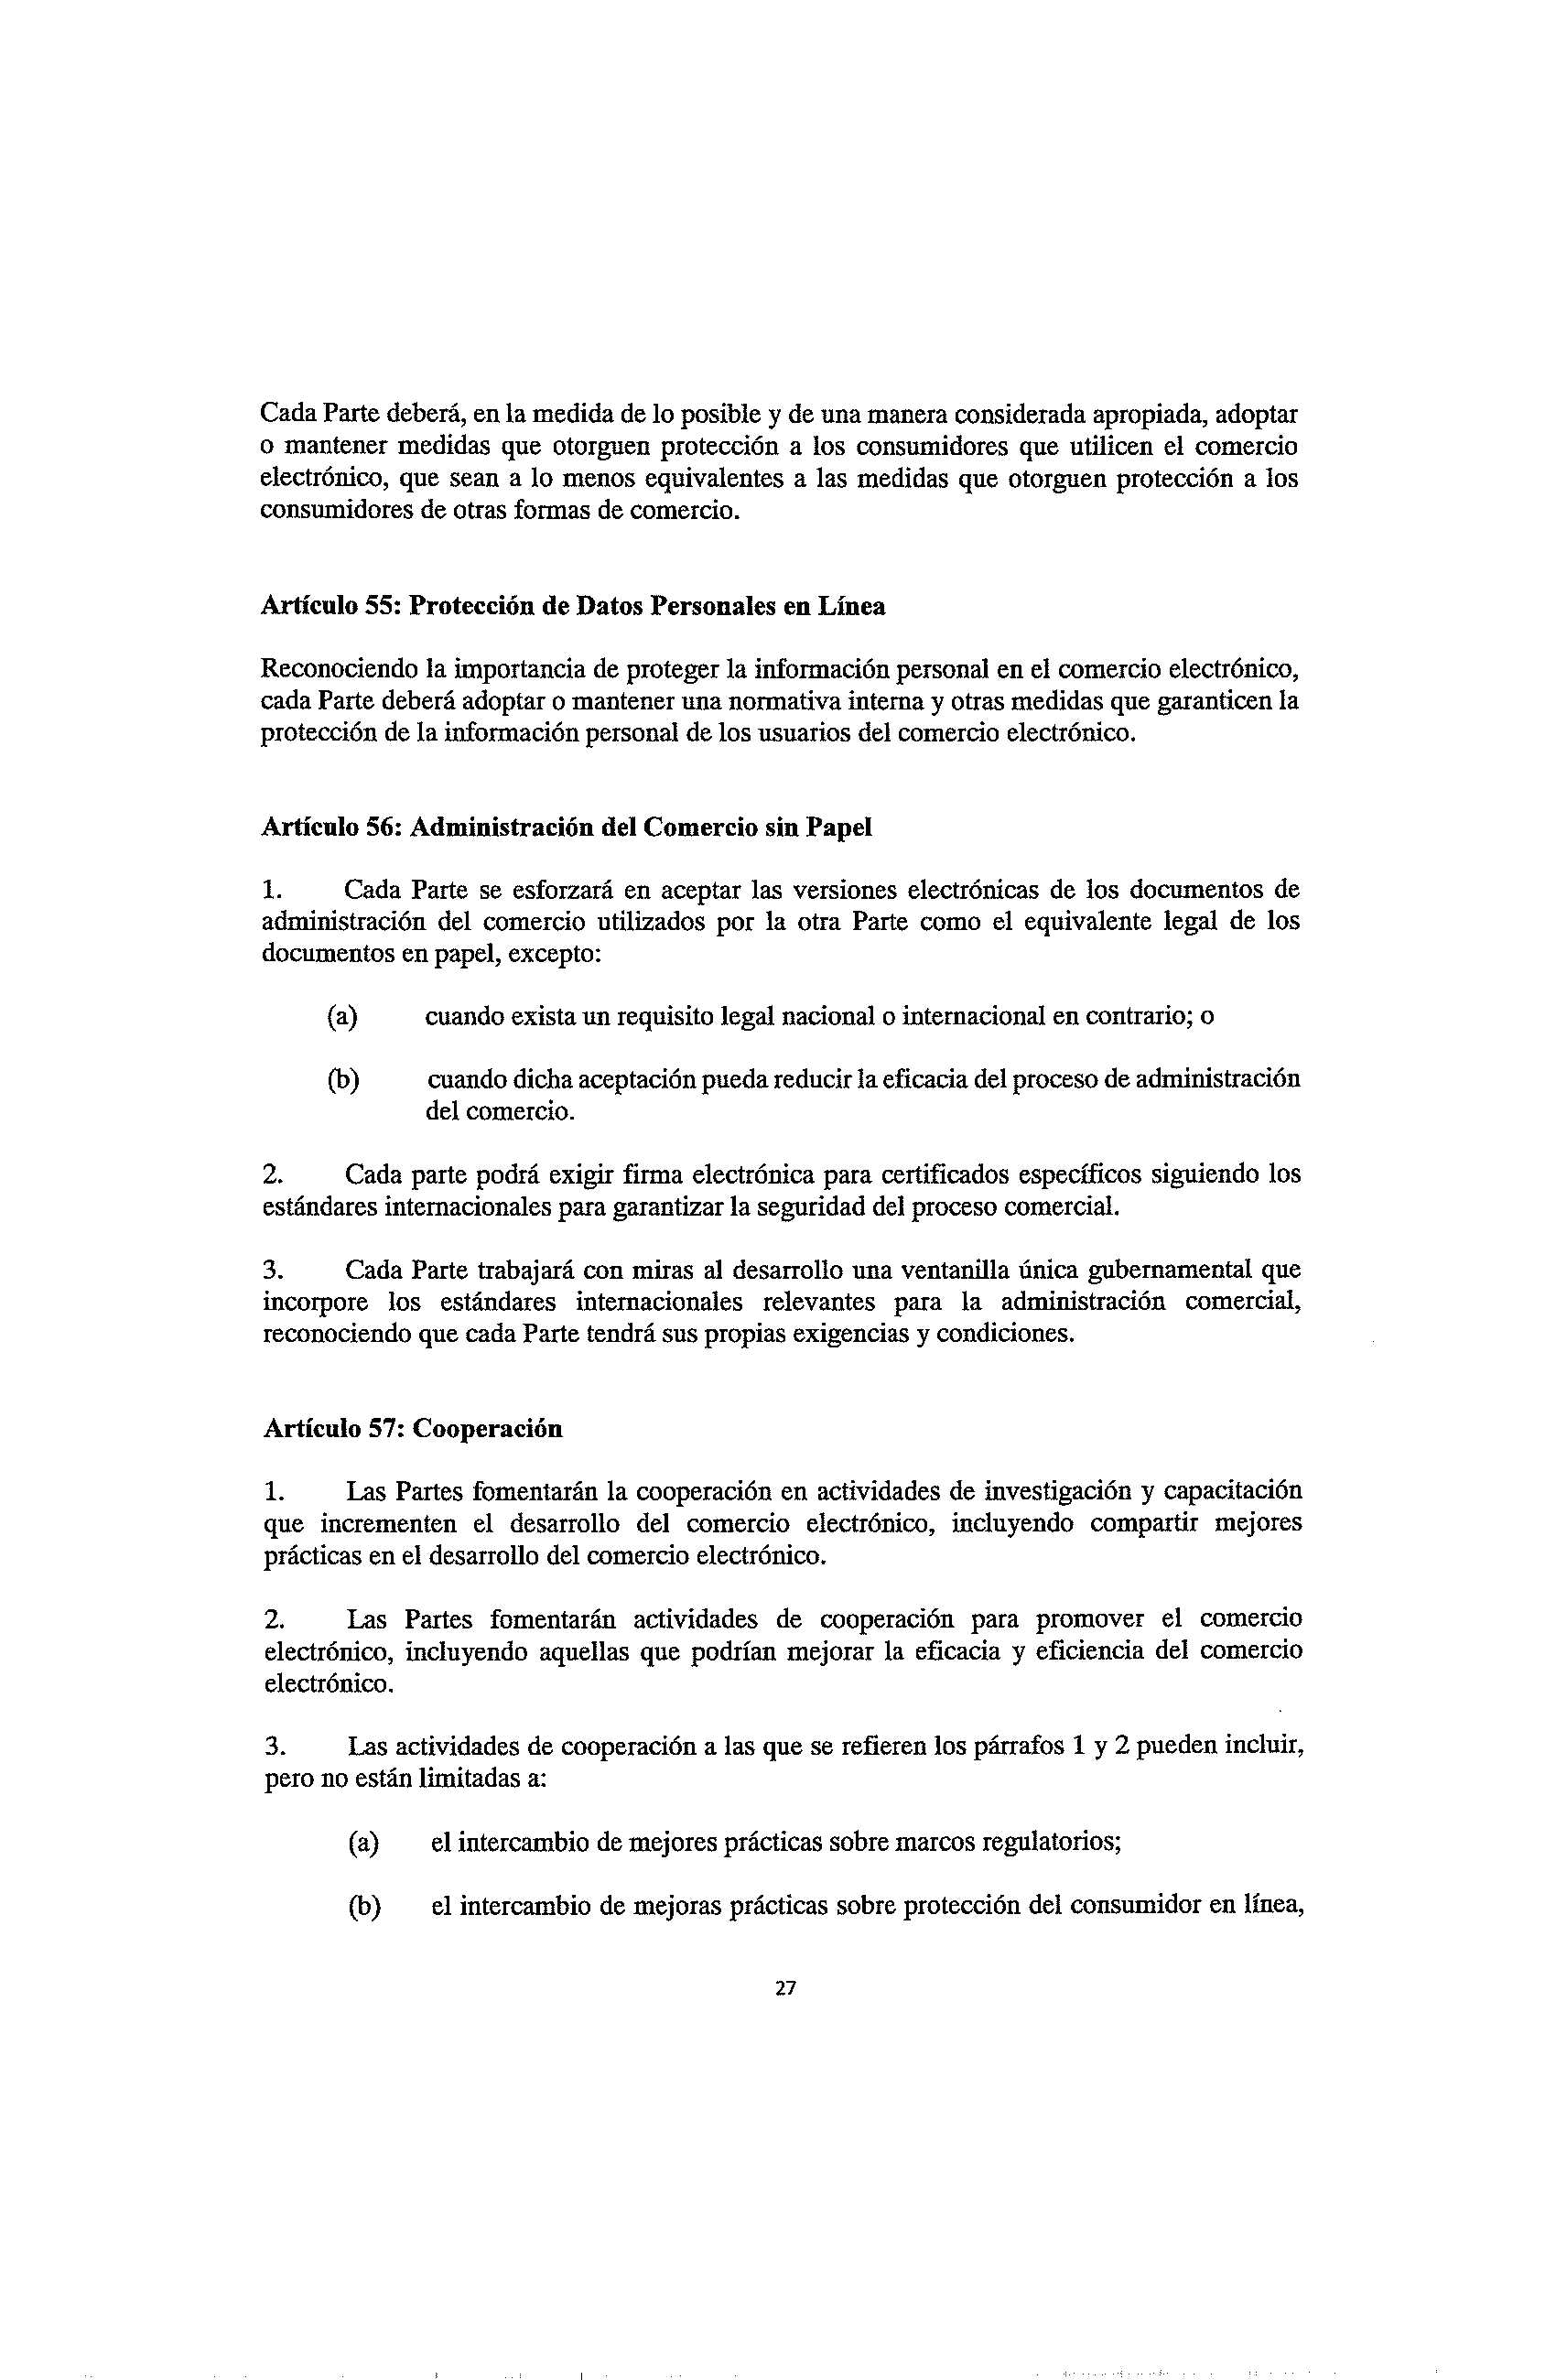 Cada Parte deberá, en la medida de lo posible y de una manera considerada apropiada, adoptar
o mantener medidas que otorguen protección a los consumidores que utilicen el comercio
electrónico, que sean a lo menos equivalentes a las medidas que otorguen protección a los
consumidores de otras formas de comercio.
Artículo 55: Protección de Datos Personales en Línea
Reconociendo la importancia de proteger la información personal en el comercio electrónico,
cada Parte deberá adoptar o mantener una normativa interna y otras medidas que garanticen la
protección de la información personal de los usuarios del comercio electrónico.
Artículo 56: Administración del Comercio sin Papel
1. Cada Parte se esforzará en aceptar las versiones electrónicas de los documentos de
administración del comercio utilizados por la otra Parte como el equivalente legal de los
documentos en papel, excepto:
(a) cuando exista un requisito legal nacional o internacional en contrario; o
(b) cuando dicha aceptación pueda reducir la eficacia del proceso de administración
del comercio.
2. Cada parte podrá exigir firma electrónica para certificados específicos siguiendo los
estándares internacionales para garantizar la seguridad del proceso comercial.
3. Cada Parte trabajará con miras al desarrollo una ventanilla única gubernamental que
incorpore los estándares internacionales relevantes para la administración comercial,
reconociendo que cada Parte tendrá sus propias exigencias y condiciones.
Artículo 57: Cooperación
1. Las Partes fomentarán la cooperación en actividades de investigación y capacitación
que incrementen el desarrollo del comercio electrónico, incluyendo compartir mejores
prácticas en el desarrollo del comercio electrónico.
2. Las Partes fomentarán actividades de cooperación para promover el comercio
electrónico, incluyendo aquellas que podrían mejorar la eficacia y eficiencia del comercio
electrónico.
3. Las actividades de cooperación a las que se refieren los párrafos 1 y 2 pueden incluir,
pero no están limitadas a:
(a) el intercambio de mejores prácticas sobre marcos regulatorios;
(b) el intercambio de mejoras prácticas sobre protección del consumidor en línea,
27